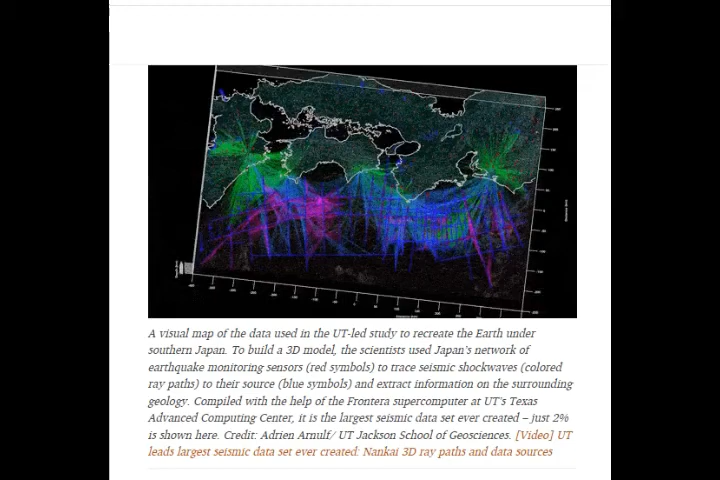 A visual map of the data used in the UT-led study to recreate the Earth under
southern Japan. To build a 3D model, the scientists used Japan's network of
earthquake monitoring sensors (red symbols) to trace seismic shockwaves (colored
ray paths) to their source (blue symbols) and extract information on the surrounding
geology. Compiled with the help of the Frontera supercomputer at UT's Texas
Advanced Computing Center, it is the largest seismic data set ever created – just 2%
is shown here. Credit: Adrien Arnulf/ UT Jackson School of Geosciences. [Video] UT
leads largest seismic data set ever created: Nankai 3D ray paths and data sources